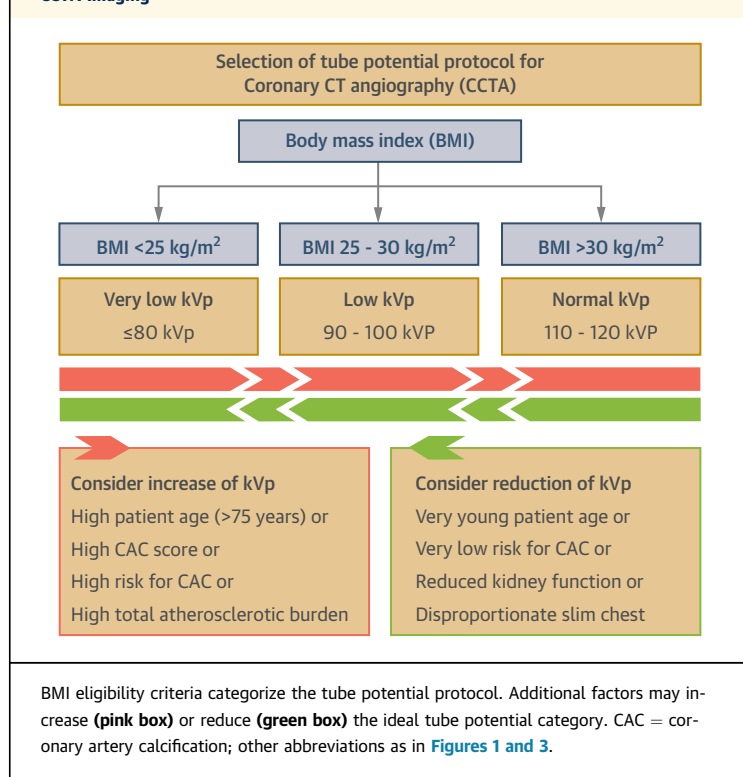 Selection of tube potential protocol for
Coronary CT angiography (CCTA)
Body mass index (BMI)
BMI <25 kg/m²
BMI 25 - 30 kg/m²
BMI >30 kg/m²
Very low kVp
≤80 kVp
Low kVp
90 - 100 kVP
Normal kVp
110 - 120 kVP
Consider increase of kVp
High patient age (>75 years) or
High CAC score or
High risk for CAC or
High total atherosclerotic burden
Consider reduction of kVp
Very young patient age or
Very low risk for CAC or
Reduced kidney function or
Disproportionate slim chest
BMI eligibility criteria categorize the tube potential protocol. Additional factors may in-
crease (pink box) or reduce (green box) the ideal tube potential category. CAC = cor-
onary artery calcification; other abbreviations as in Figures 1 and 3.